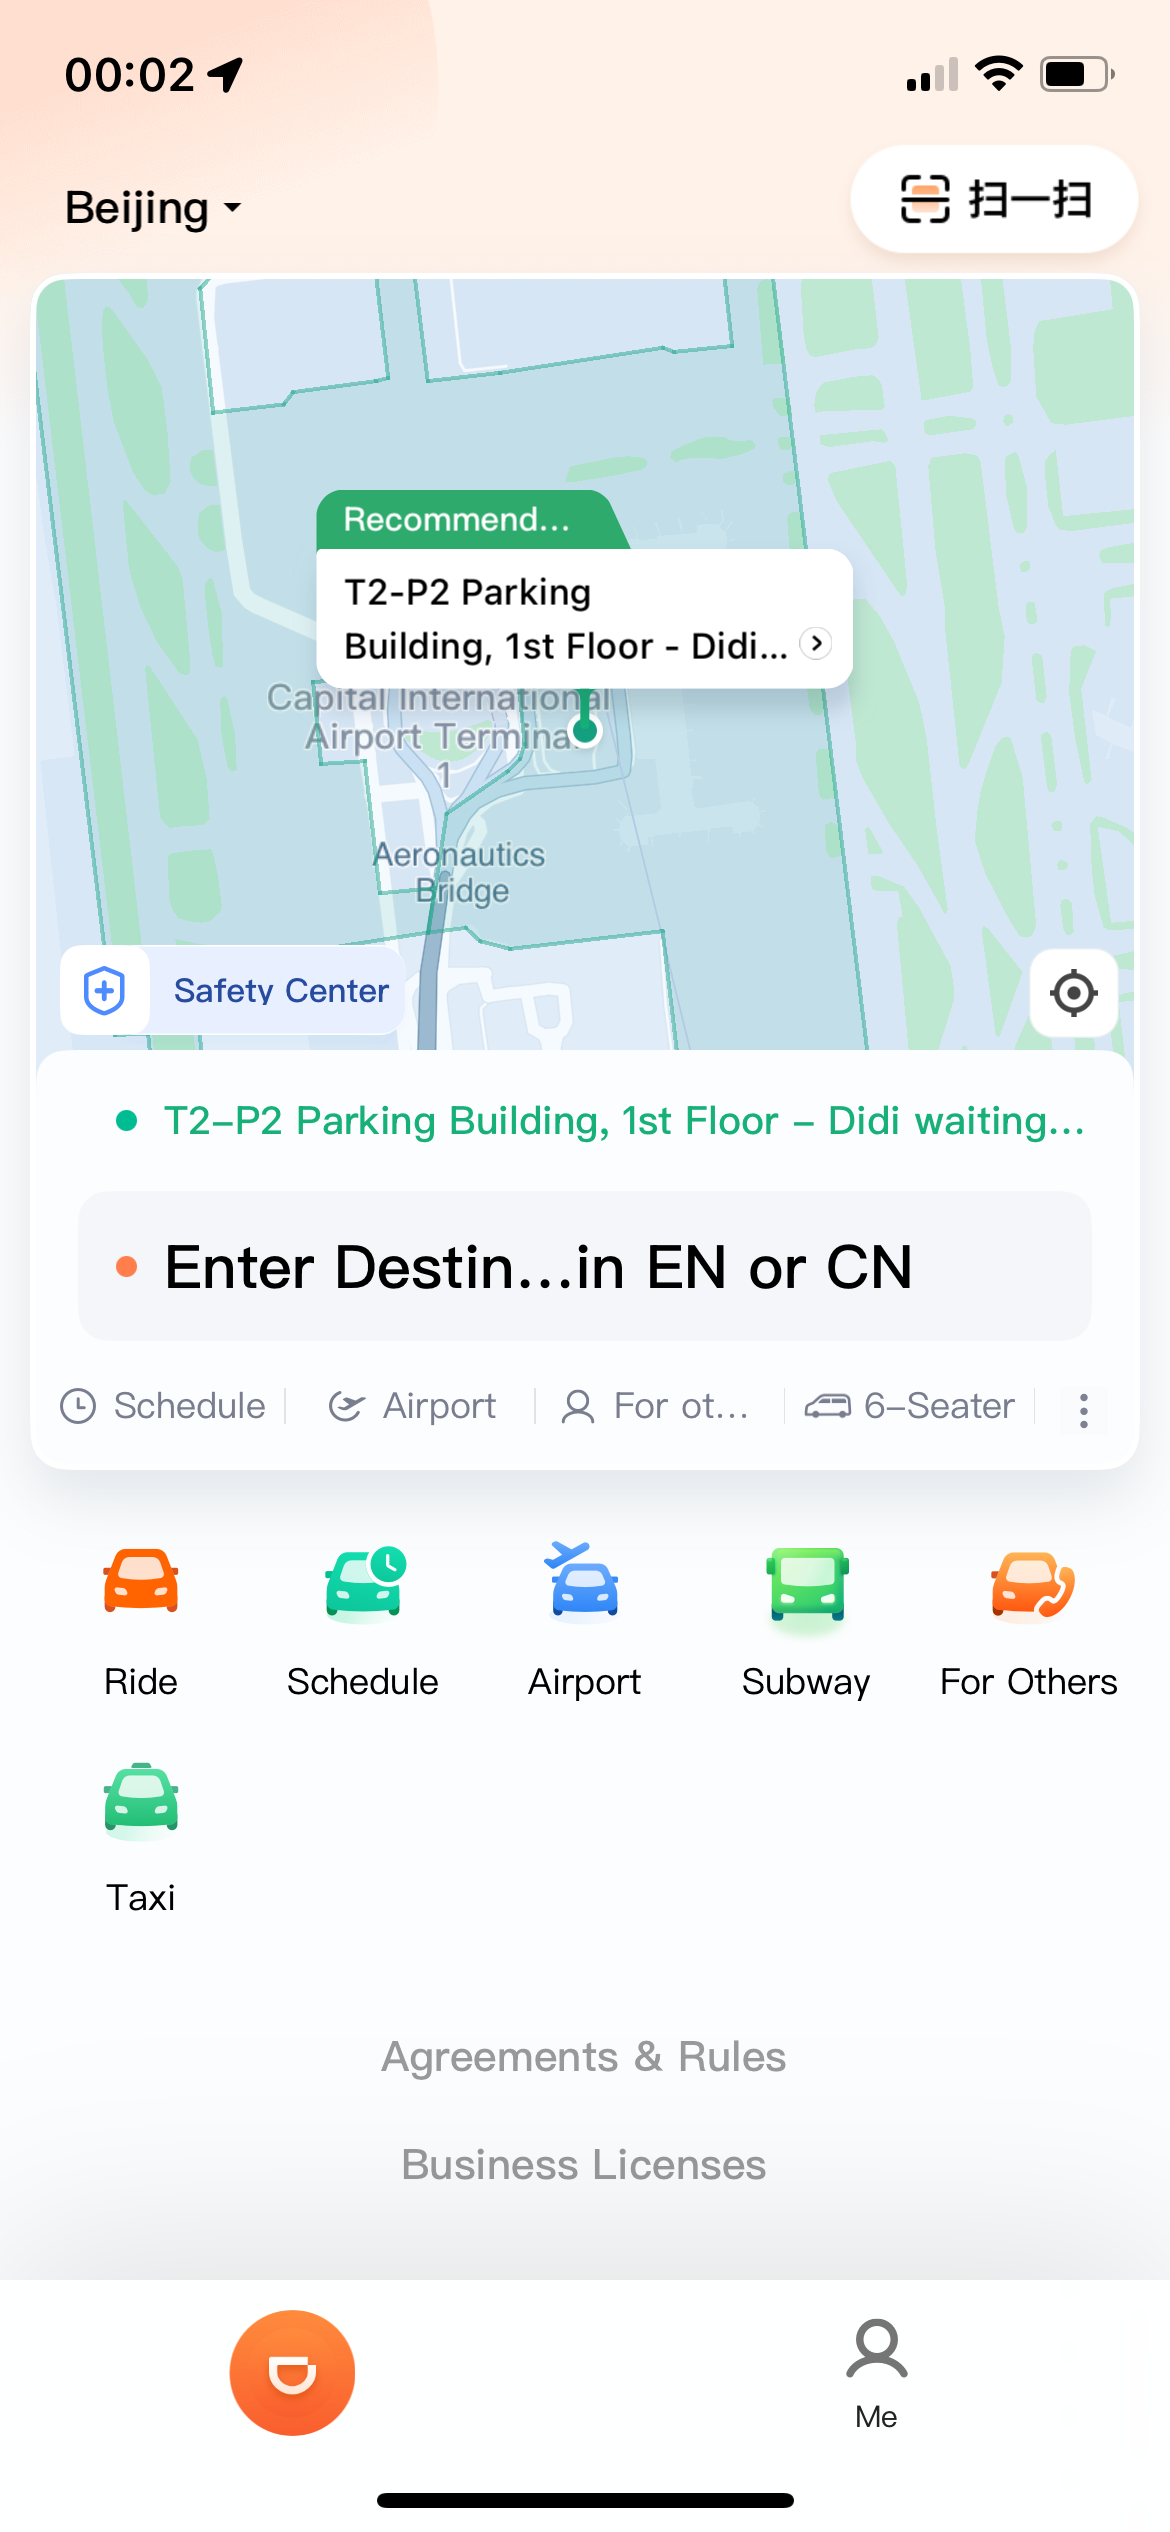 00:02
Beijing
扫一扫
Recommend...
T2-P2 Parking
Building, 1st Floor - Didi...
Capital International
Airport Termina
1
Aeronautics
Bridge
Safety Center
T2-P2 Parking Building, 1st Floor - Didi waiting...
Enter Destin...in EN or CN
Schedule
Airport
For ot...
6-Seater
Ride
Schedule
Airport
Subway
For Others
Taxi
Agreements & Rules
Business Licenses
Me